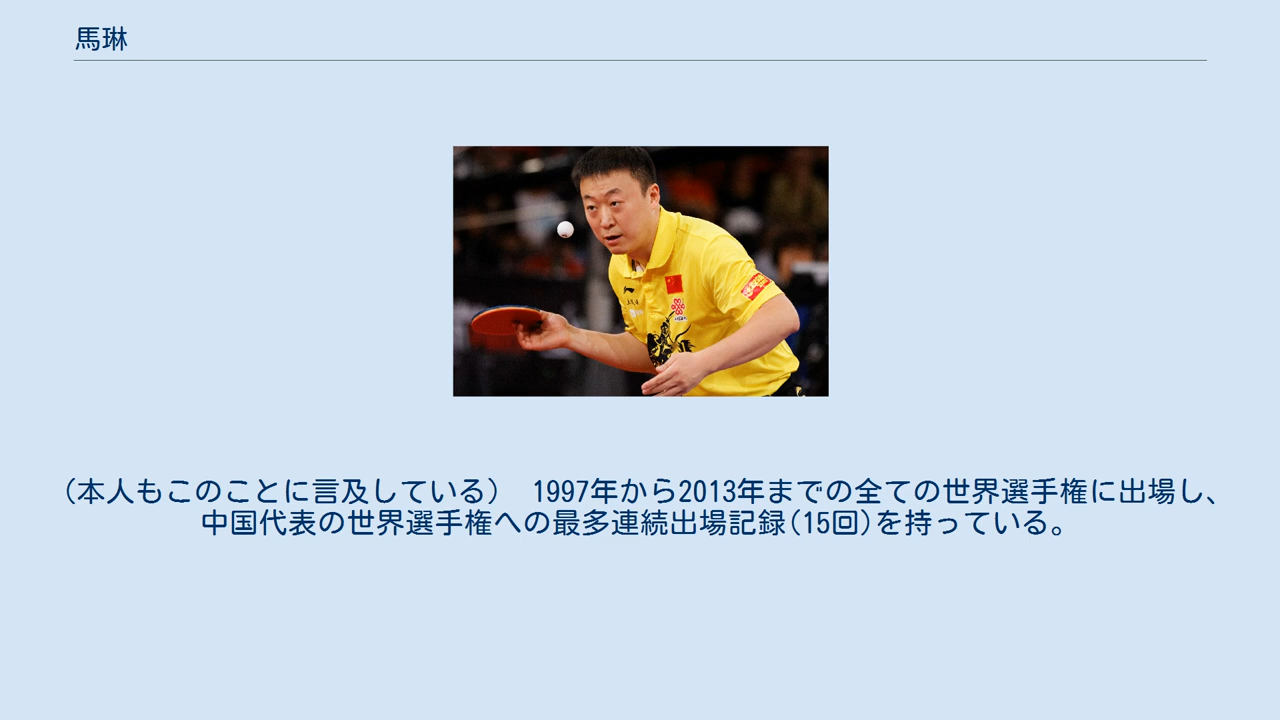 馬琳
(本人もこのことに言及している) 1997年から2013年までの全ての世界選手権に出場し、
中国代表の世界選手権への最多連続出場記録(15回)を持っている。